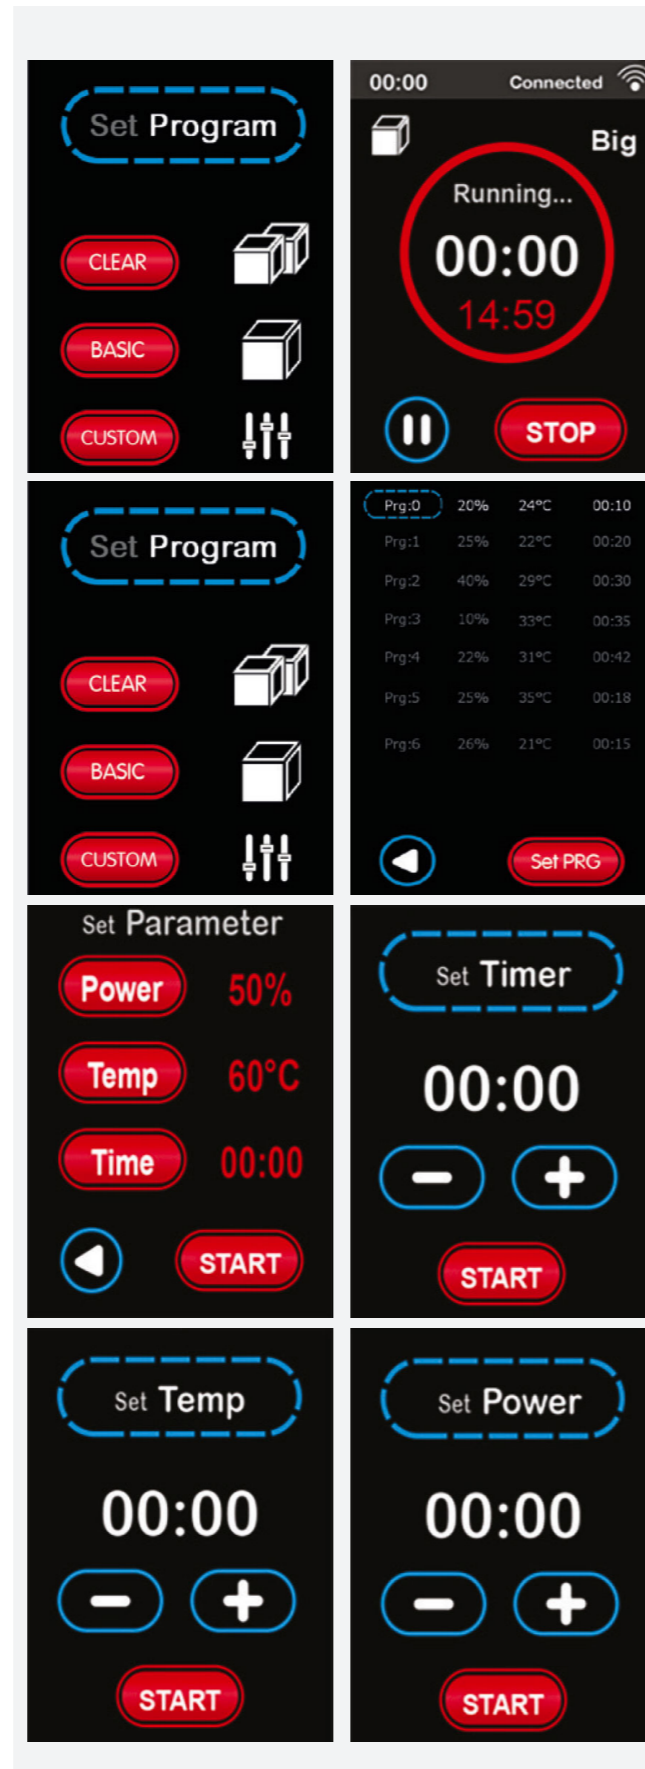 Set Program
CLEAR
BASIC
CUSTOM
00:00 Connected
Big
Running...
00:00
14:59
STOP
Set Program
CLEAR
BASIC
CUSTOM
Prg:0 20% 24°C 00:10
Prg:1 25% 22°C 00:20
Prg:2 40% 29°C 00:30
Prg:3 10% 33°C 00:35
Prg:4 22% 31°C 00:42
Prg:5 25% 35°C 00:18
Prg:6 26% 21°C 00:15
Set PRG
Set Parameter
Power 50%
Temp 60°C
Time 00:00
START
Set Timer
00:00
START
Set Temp
00:00
START
Set Power
00:00
START